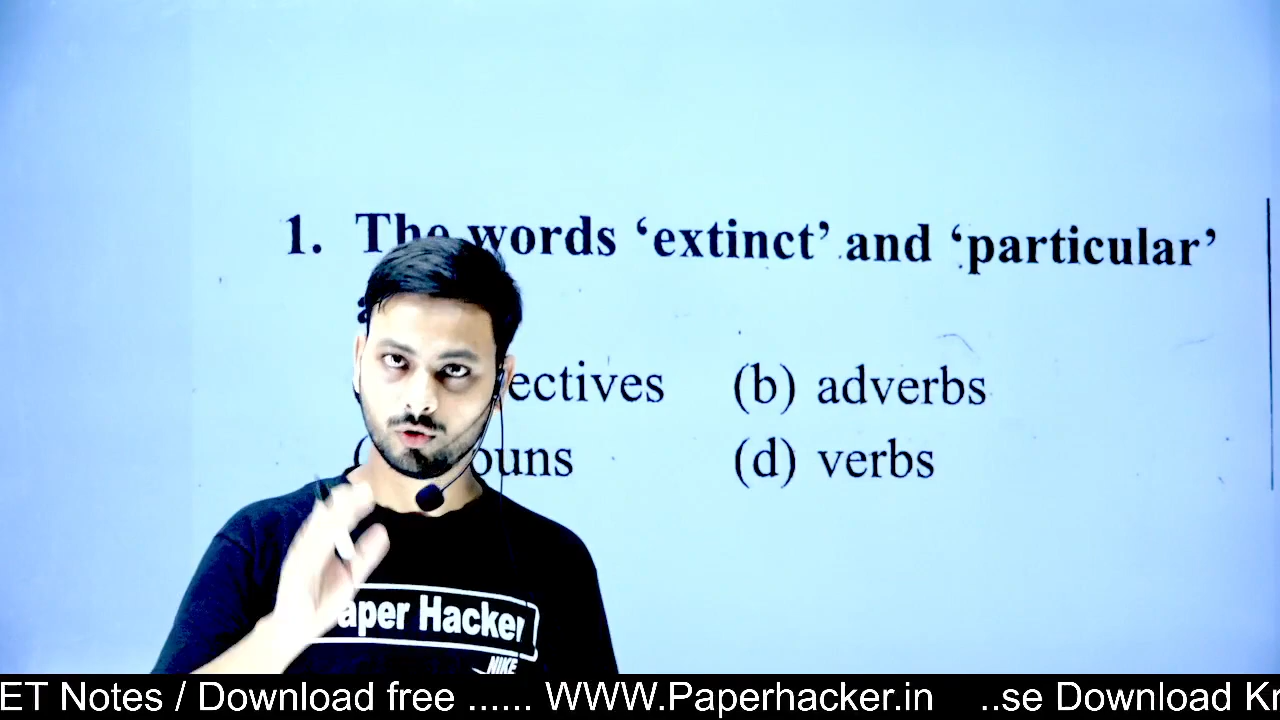 1. The words ‘extinct’ and ‘particular’
ectives (b) adverbs
ouns (d) verbs
aper Hacker
NIKE
ET Notes / Download free ...... WWW.Paperhacker.in ..se Download Kr